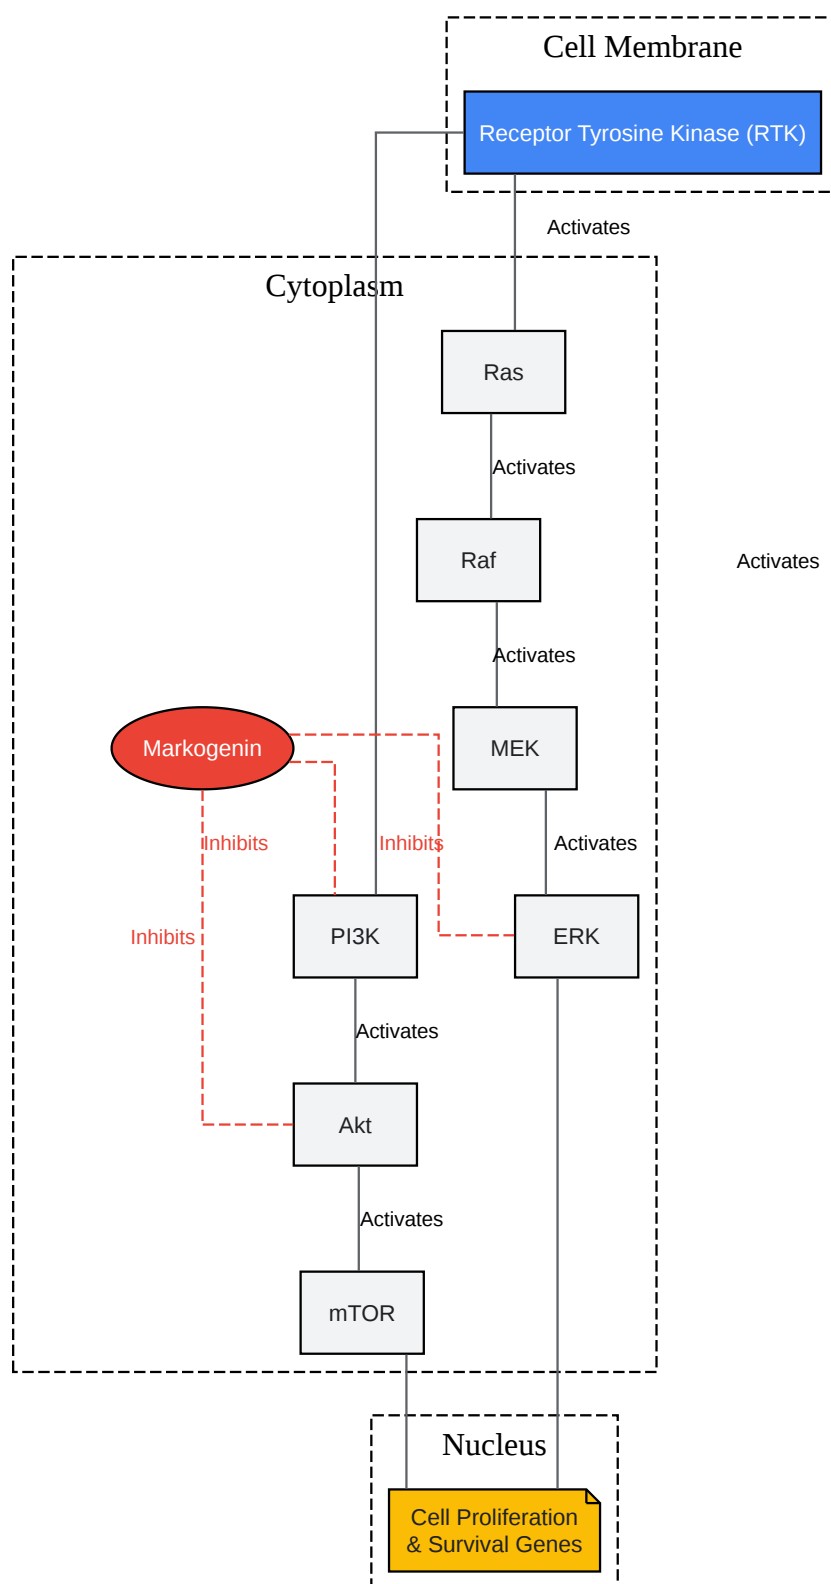 Cell Membrane
Receptor Tyrosine Kinase (RTK)
Activates
Cytoplasm
Ras
Activates
Raf
Activates
Activates
Markogenin
MEK
Inhibits
Inhibits
Activates
PI3K
ERK
Inhibits
Activates
Akt
Activates
mTOR
Nucleus
Cell Proliferation
& Survival Genes